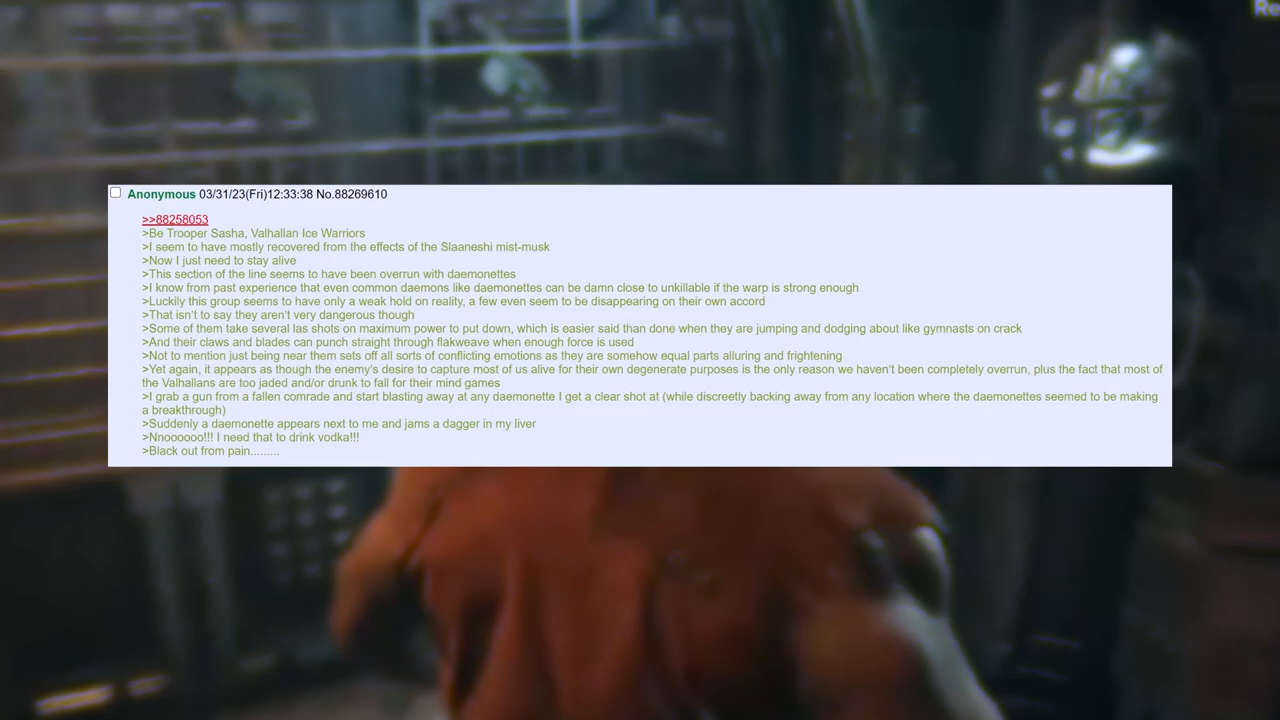 Re
Anonymous 03/31/23(Fri)12:33:38 No.88269610
>>88258053
>Be Trooper Sasha, Valhallan Ice Warriors
>I seem to have mostly recovered from the effects of the Slaaneshi mist-musk
>Now I just need to stay alive
>This section of the line seems to have been overrun with daemonettes
>I know from past experience that even common daemons like daemonettes can be damn close to unkillable if the warp is strong enough
>Luckily this group seems to have only a weak hold on reality, a few even seem to be disappearing on their own accord
>That isn't to say they aren't very dangerous though
>Some of them take several las shots on maximum power to put down, which is easier said than done when they are jumping and dodging about like gymnasts on crack
>And their claws and blades can punch straight through flakweave when enough force is used
>Not to mention just being near them sets off all sorts of conflicting emotions as they are somehow equal parts alluring and frightening
>Yet again, it appears as though the enemy's desire to capture most of us alive for their own degenerate purposes is the only reason we haven't been completely overrun, plus the fact that most of
the Valhallans are too jaded and/or drunk to fall for their mind games
>I grab a gun from a fallen comrade and start blasting away at any daemonette I get a clear shot at (while discreetly backing away from any location where the daemonettes seemed to be making
a breakthrough)
>Suddenly a daemonette appears next to me and jams a dagger in my liver
>Nnoooooo!!! I need that to drink vodka!!!
>Black out from pain.........